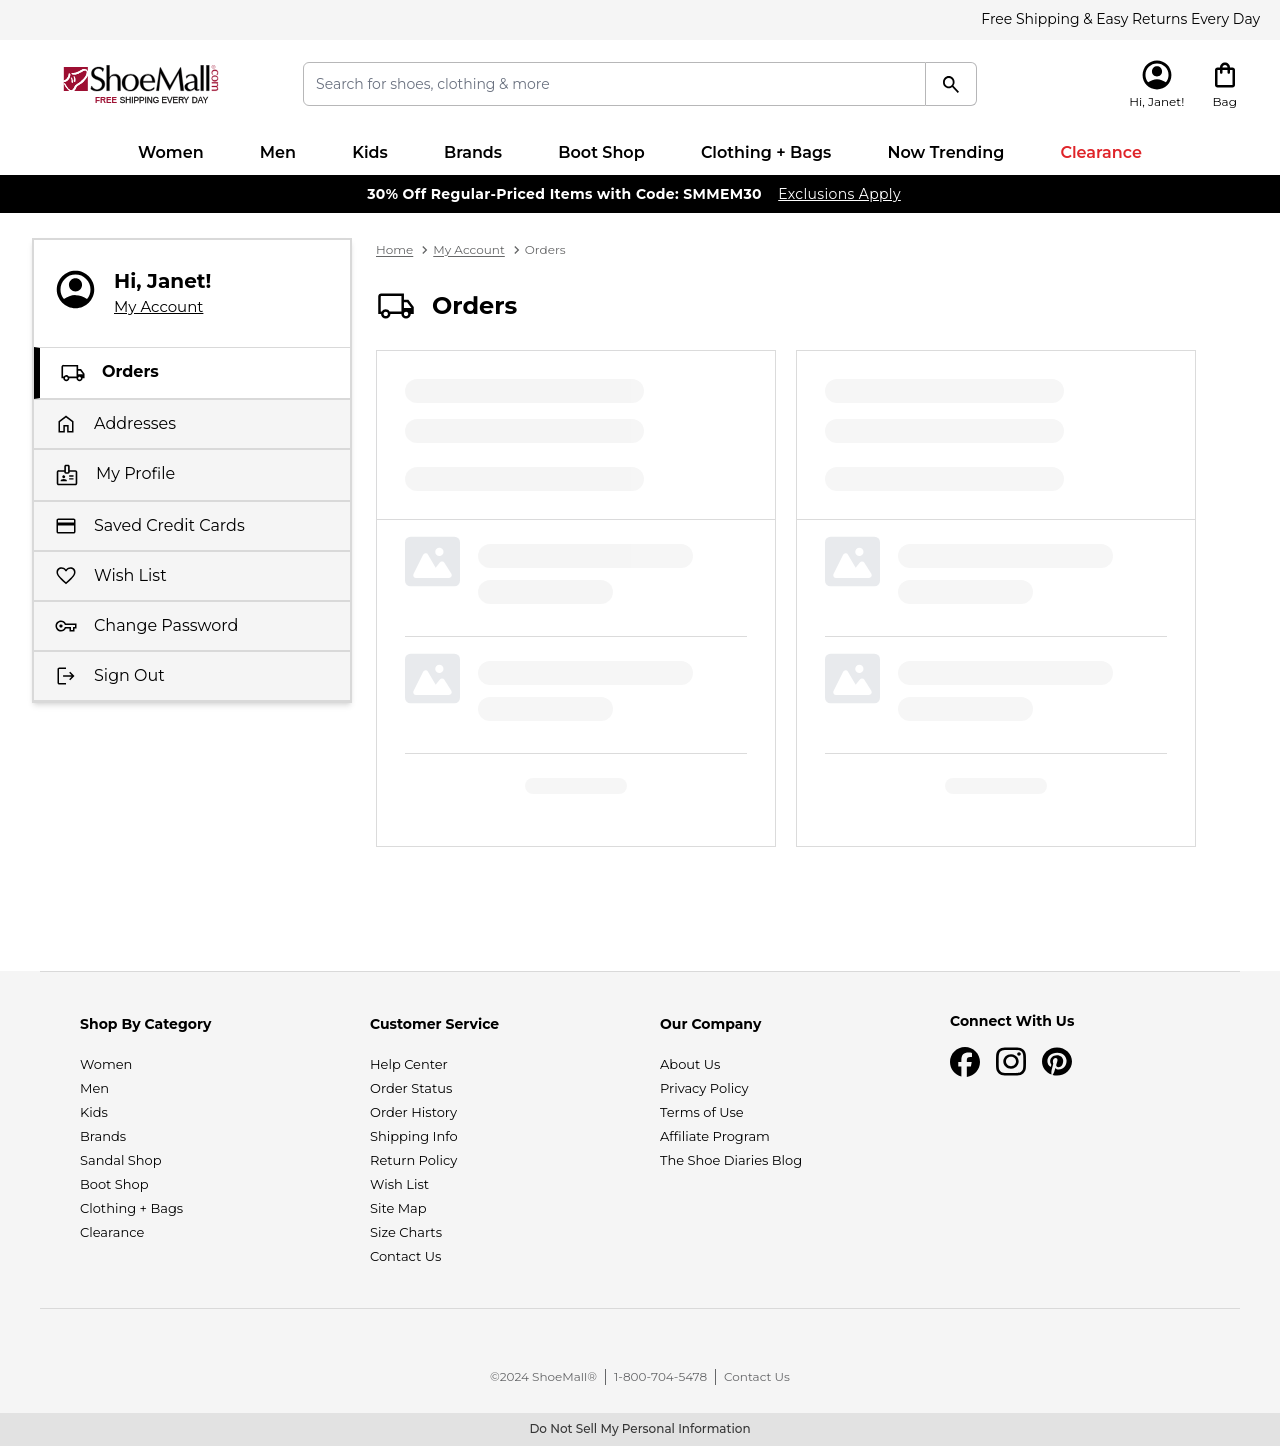 Free Shipping & Easy Returns Every Day
ShoeMall.com
FREE SHIPPING EVERY DAY
Search for shoes, clothing & more
Hi, Janet!
Bag
Women Men Kids Brands Boot Shop Clothing + Bags Now Trending Clearance
30% Off Regular-Priced Items with Code: SMMEM30 Exclusions Apply
Hi, Janet!
My Account
Orders
Addresses
My Profile
Saved Credit Cards
Wish List
Change Password
Sign Out
Home My Account Orders
Orders
Shop By Category
Women
Men
Kids
Brands
Sandal Shop
Boot Shop
Clothing + Bags
Clearance
Customer Service
Help Center
Order Status
Order History
Shipping Info
Return Policy
Wish List
Site Map
Size Charts
Contact Us
Our Company
About Us
Privacy Policy
Terms of Use
Affiliate Program
The Shoe Diaries Blog
Connect With Us
©2024 ShoeMall® 1-800-704-5478 Contact Us
Do Not Sell My Personal Information